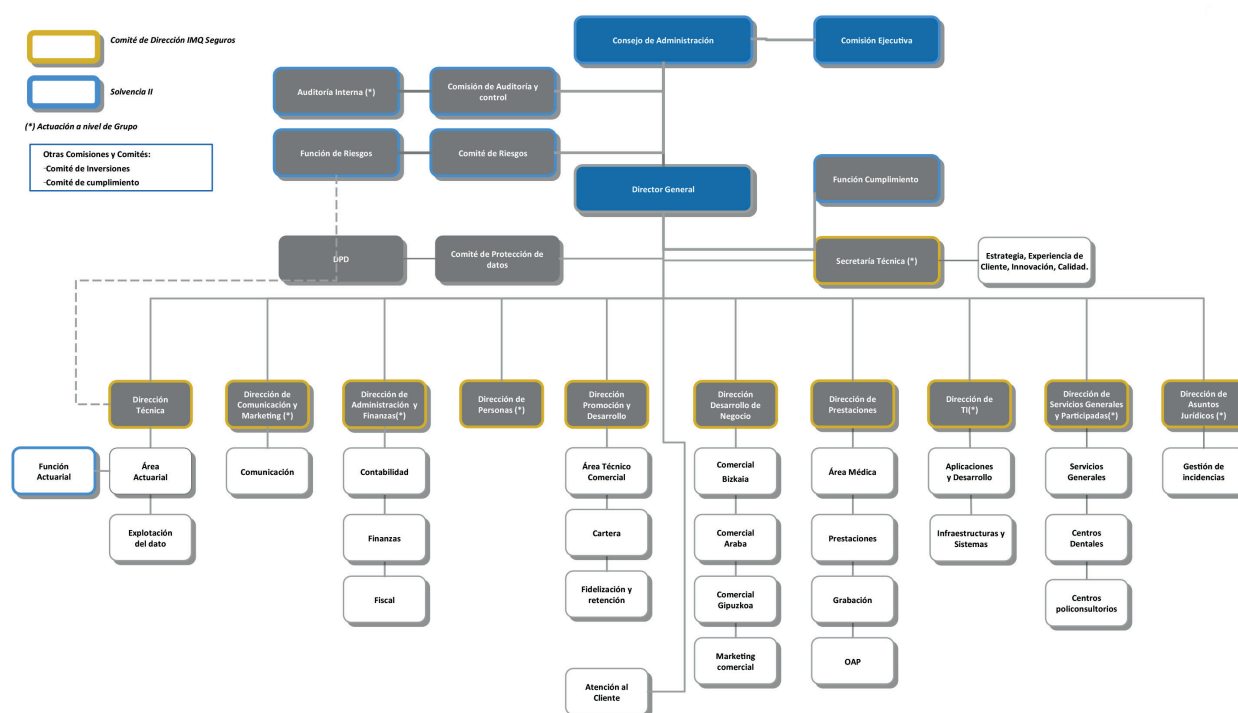 Comité de Dirección IMQ Seguros
Solvencia II
(*) Actuación a nivel de Grupo
Otras Comisiones y Comités:
-Comité de Inversiones
-Comité de cumplimiento
Consejo de Administración
Comisión Ejecutiva
Auditoría Interna (*)
Comisión de Auditoría y
control
Función de Riesgos
Comité de Riesgos
Director General
Función Cumplimiento
DPD
Comité de Protección de
datos
Secretaría Técnica (*)
Estrategia, Experiencia de
Cliente, Innovación, Calidad.
Dirección
Técnica
Dirección de
Comunicación y
Marketing (*)
Dirección de
Administración y
Finanzas(*)
Dirección de
Personas (*)
Dirección
Promoción y
Desarrollo
Dirección
Desarrollo de
Negocio
Dirección de
Prestaciones
Dirección de
TI(*)
Dirección de
Servicios Generales
y Participadas(*)
Dirección de
Asuntos
Jurídicos (*)
Función
Actuarial
Área
Actuarial
Comunicación
Contabilidad
Área Técnico
Comercial
Comercial
Bizkaia
Área Médica
Aplicaciones
y Desarrollo
Servicios
Generales
Gestión de
incidencias
Explotación
del dato
Finanzas
Cartera
Comercial
Araba
Prestaciones
Infraestructuras y
Sistemas
Centros
Dentales
Fiscal
Fidelización y
retención
Comercial
Gipuzkoa
Grabación
Centros
policonsultorios
Marketing
comercial
OAP
Atención al
Cliente